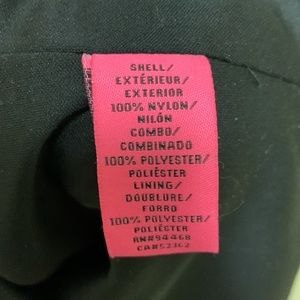 SHELL/
EXTÉRIEUR/
EXTERIOR
100% NYLON/
NILÓN
COMBO/
COMBINADO
100% POLYESTER/
POLIÉSTER
LINING/
DOUBLURE/
FORRO
100% POLYESTER/
POLIÉSTER
RN#94468
CA#52362